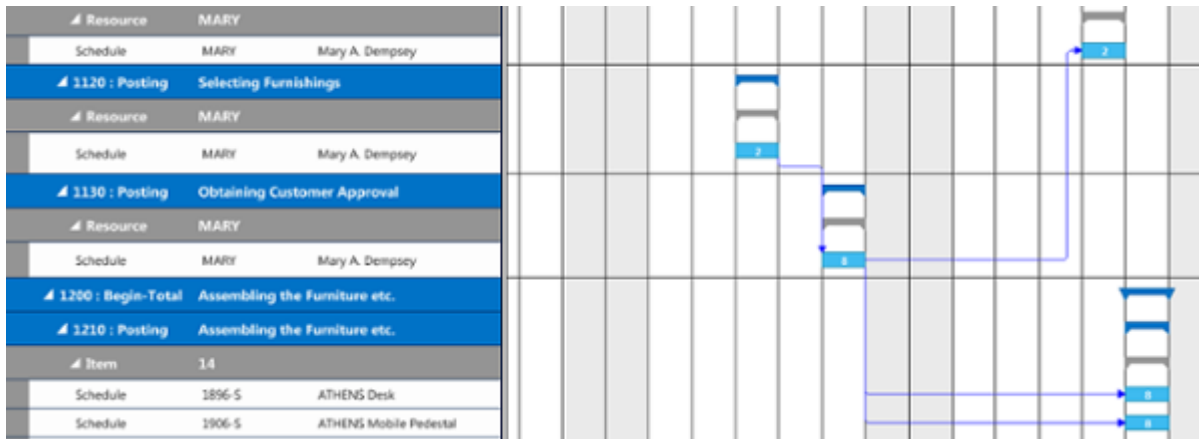 Resource MARY
Schedule MARY Mary A. Dempsey 2
1120 : Posting Selecting Furnishings
Resource MARY
Schedule MARY Mary A. Dempsey 2
1130 : Posting Obtaining Customer Approval
Resource MARY
Schedule MARY Mary A. Dempsey 8
1200 : Begin-Total Assembling the Furniture etc.
1210 : Posting Assembling the Furniture etc.
Item 14
Schedule 1896-S ATHENS Desk 8
Schedule 1906-S ATHENS Mobile Pedestal 8